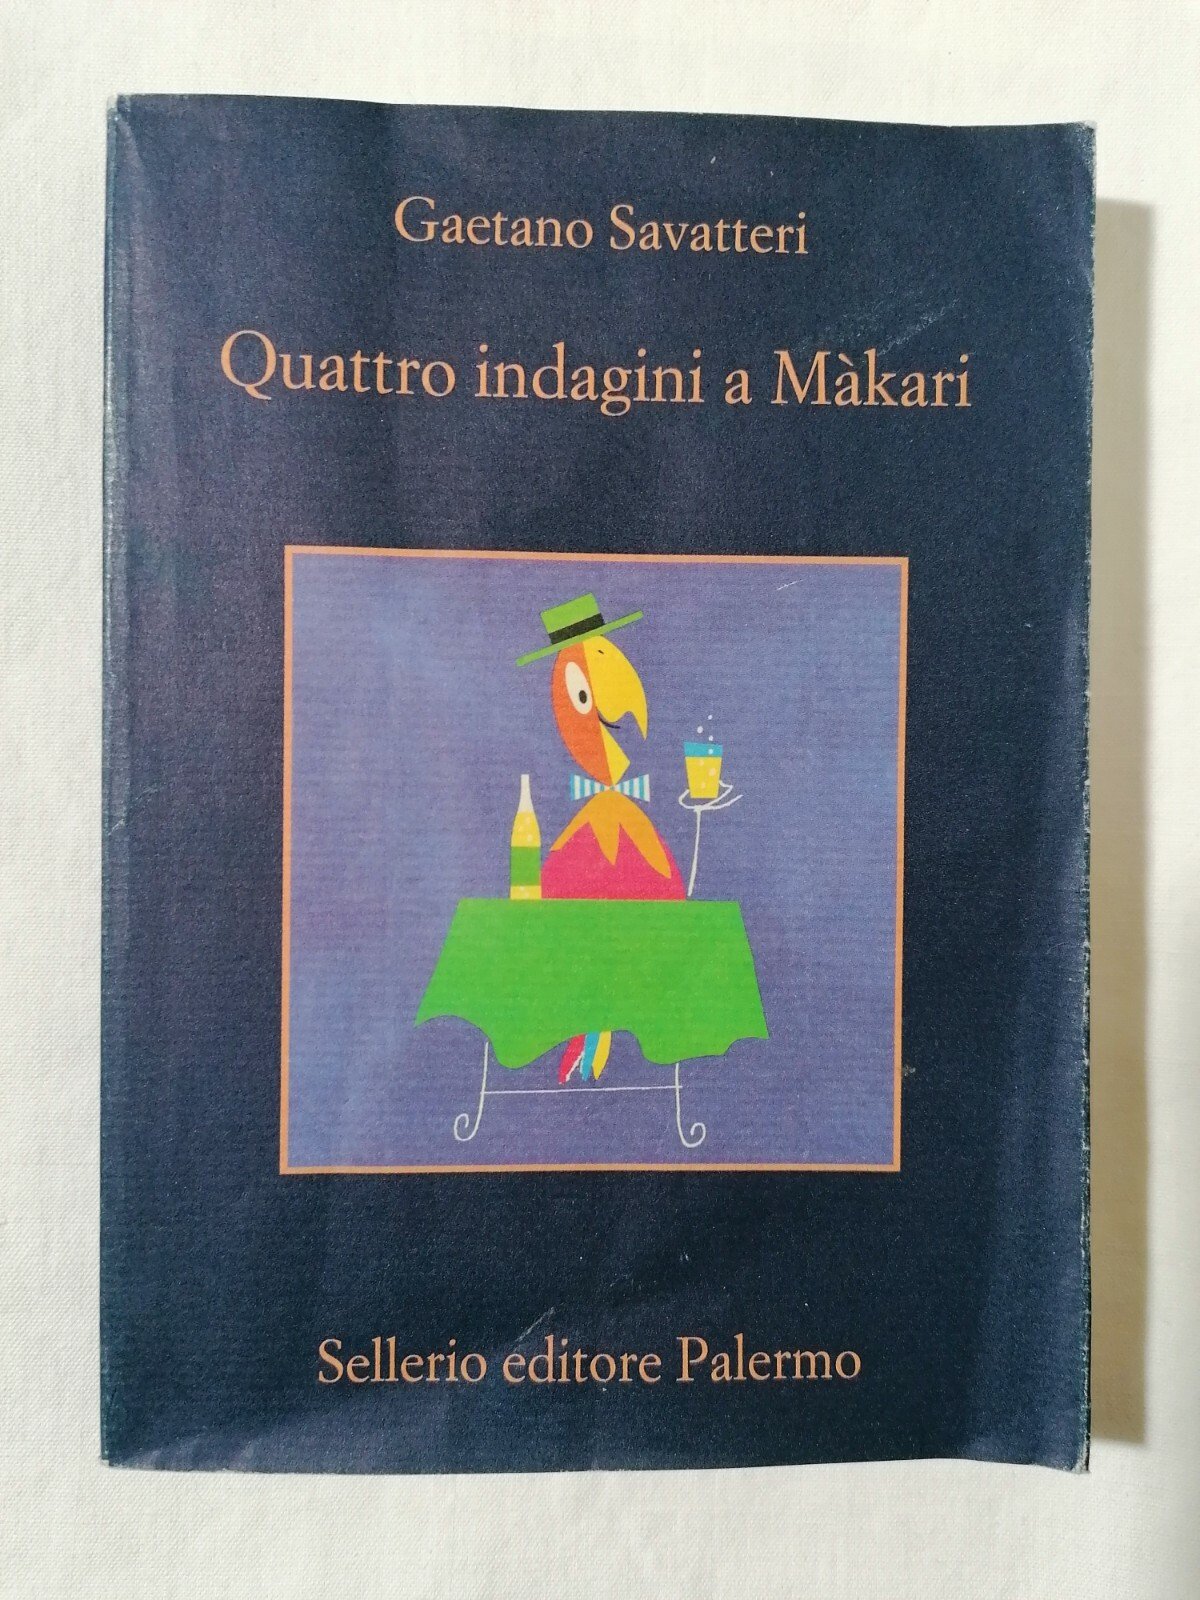 Gaetano Savatteri
Quattro indagini a Màkari
Sellerio editore Palermo